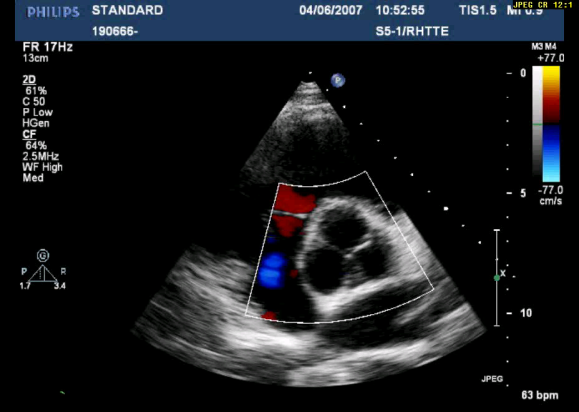 JPEG CR 12:1
PHILIPS STANDARD 04/06/2007 10:52:55 TIS1.5 MI 0.9
190666- S5-1/RHTTE
FR 17Hz
13cm
M3 M4
+77.0
-77.0
cm/s
2D
61%
C 50
P Low
HGen
CF
64%
2.5MHz
WF High
Med
P
0
5
10
G
P R
1.7 3.4
X
JPEG
63 bpm